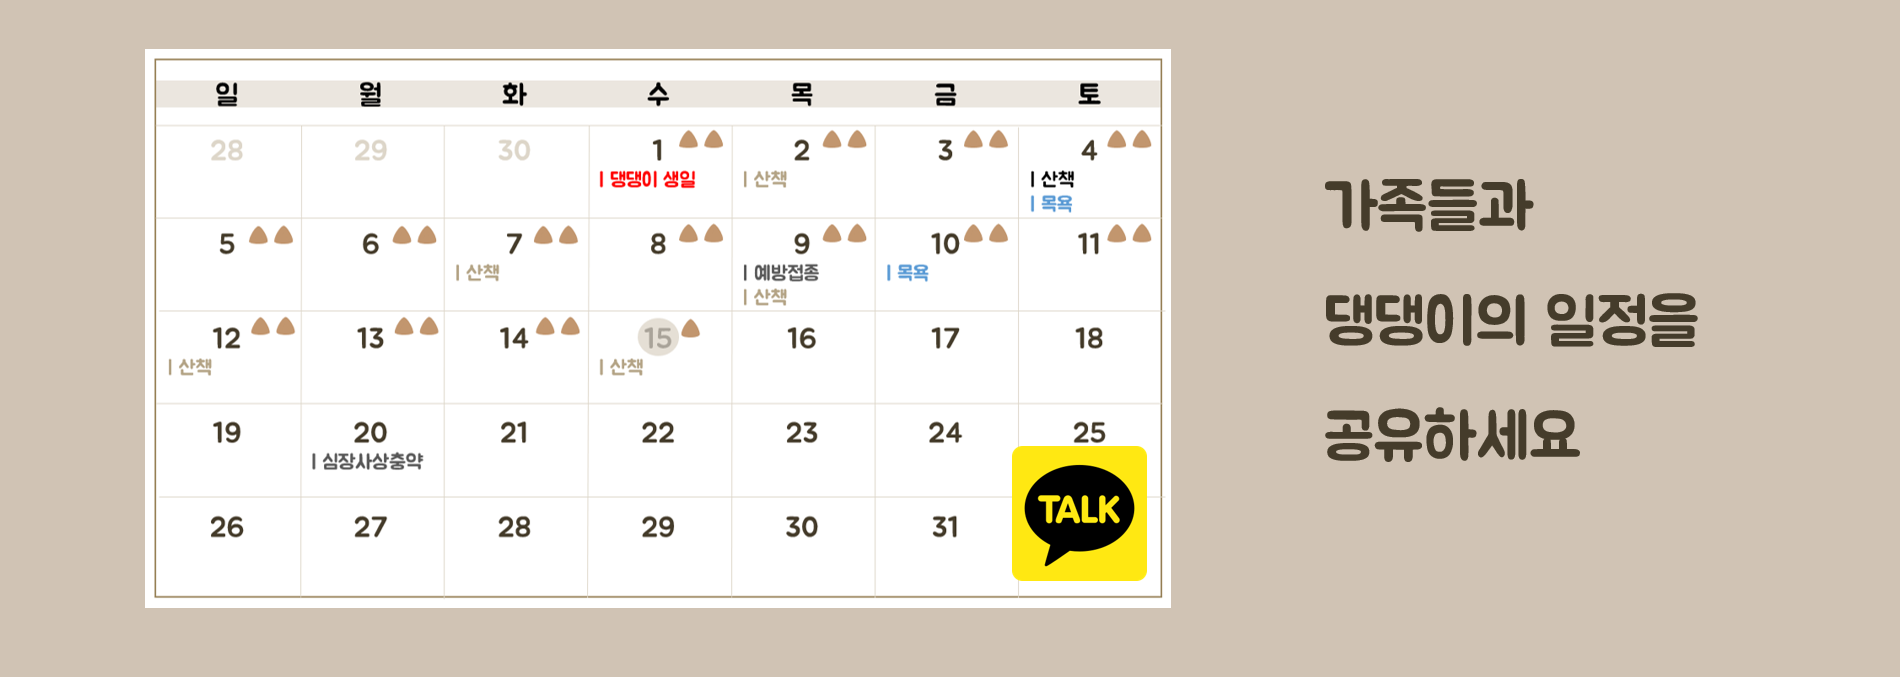 일 월 화 수 목 금 토
28 29 30 1 2 3 4
| 댕댕이 생일 | 산책 | 산책
| 목욕
5 6 7 8 9 10 11
| 산책 | 예방접종 | 목욕
| 산책
12 13 14 15 16 17 18
| 산책 | 산책
19 20 21 22 23 24 25
| 심장사상충약
26 27 28 29 30 31
TALK
가족들과
댕댕이의 일정을
공유하세요